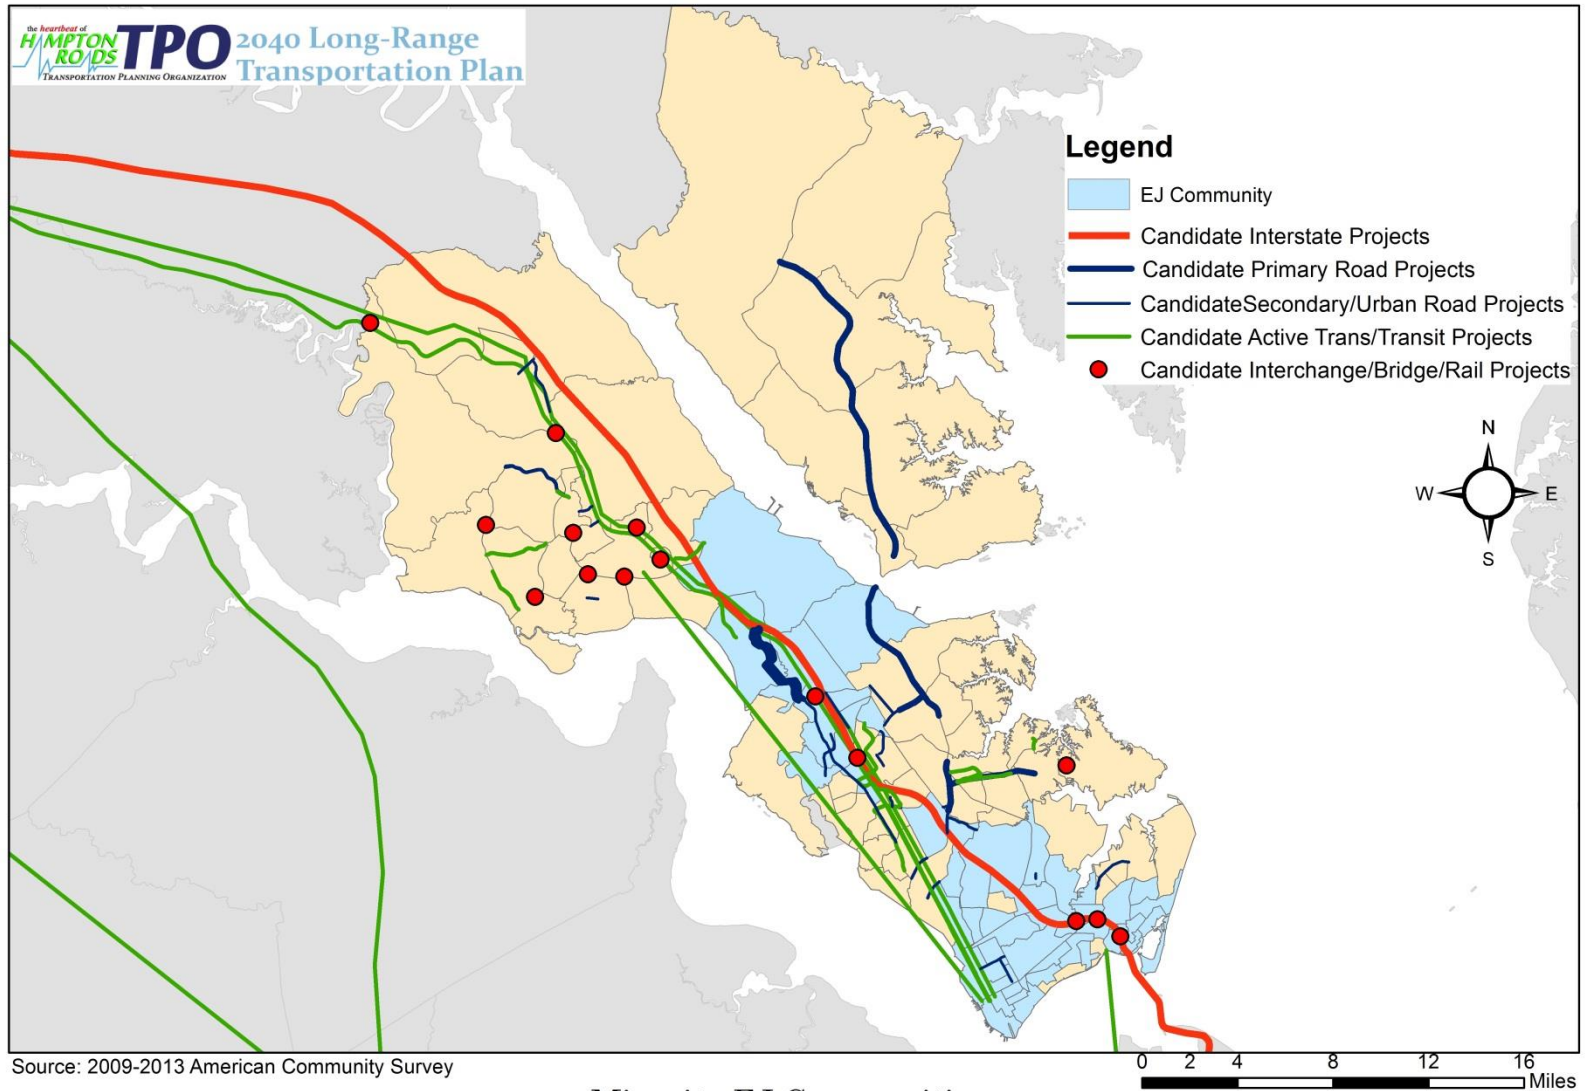 the heartbeat of
HAMPTON
ROADS
TPO
TRANSPORTATION PLANNING ORGANIZATION
2040 Long-Range
Transportation Plan
Legend
EJ Community
Candidate Interstate Projects
Candidate Primary Road Projects
CandidateSecondary/Urban Road Projects
Candidate Active Trans/Transit Projects
Candidate Interchange/Bridge/Rail Projects
N
W E
S
Source: 2009-2013 American Community Survey
0 2 4 8 12 16
Miles